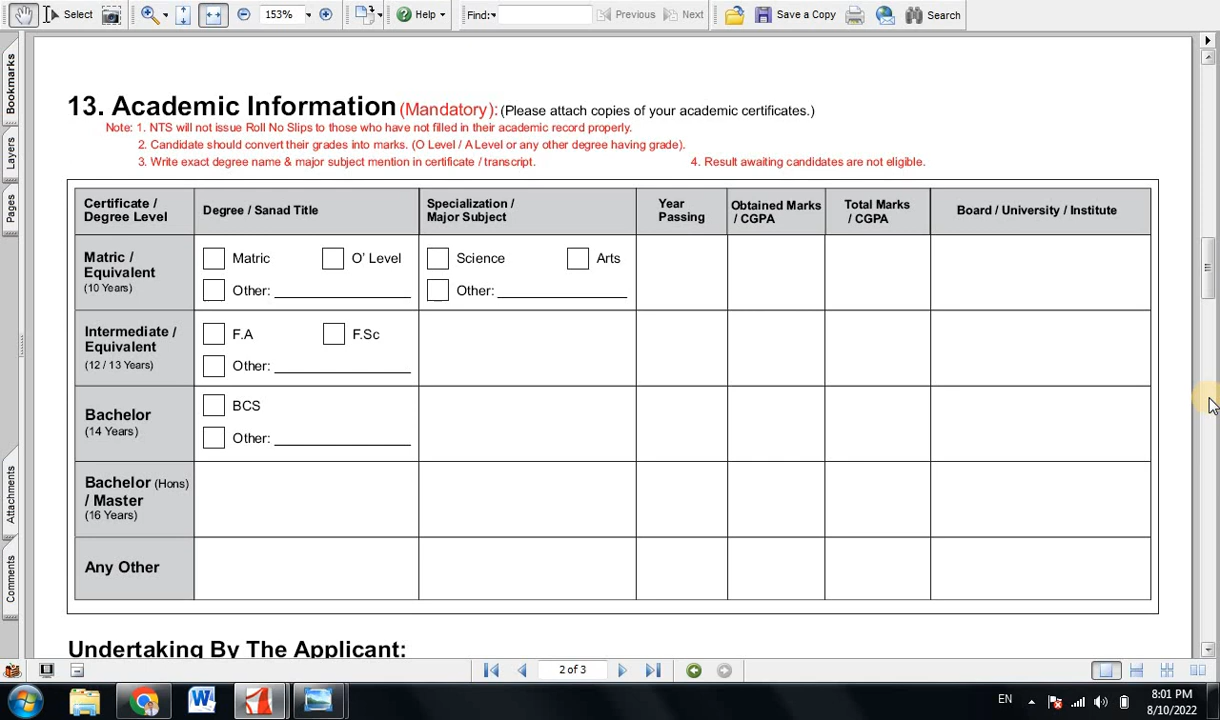 Select
153%
Help
Find:
Previous
Next
Save a Copy
Search
Bookmarks
Layers
Pages
Attachments
Comments
13. Academic Information (Mandatory): (Please attach copies of your academic certificates.)
Note: 1. NTS will not issue Roll No Slips to those who have not filled in their academic record properly.
2. Candidate should convert their grades into marks. (O Level / A Level or any other degree having grade).
3. Write exact degree name & major subject mention in certificate / transcript. 4. Result awaiting candidates are not eligible.
Certificate /
Degree Level
Degree / Sanad Title
Specialization /
Major Subject
Year
Passing
Obtained Marks
/ CGPA
Total Marks
/ CGPA
Board / University / Institute
Matric /
Equivalent
(10 Years)
Matric O' Level
Other:
Science Arts
Other:
Intermediate /
Equivalent
(12 / 13 Years)
F.A F.Sc
Other:
Bachelor
(14 Years)
BCS
Other:
Bachelor (Hons)
/ Master
(16 Years)
Any Other
Undertaking By The Applicant:
2 of 3
EN
8:01 PM
8/10/2022